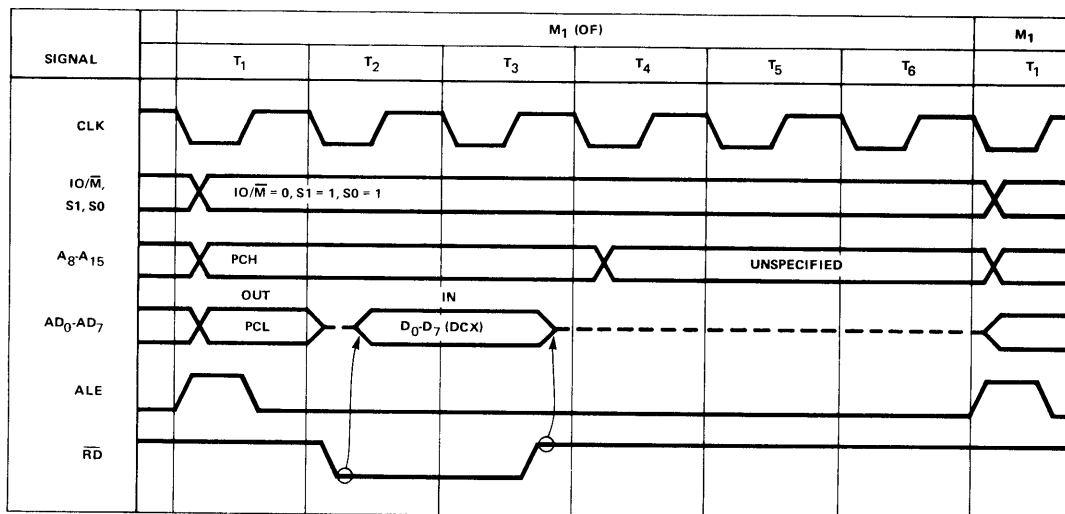 SIGNAL
M₁ (OF)
M₁
T₁ T₂ T₃ T₄ T₅ T₆ T₁
CLK
IO/M̅,
S1, S0
IO/M̅ = 0, S1 = 1, S0 = 1
A₈-A₁₅
PCH
UNSPECIFIED
OUT
IN
AD₀-AD₇
PCL
D₀-D₇ (DCX)
ALE
R̅D̅